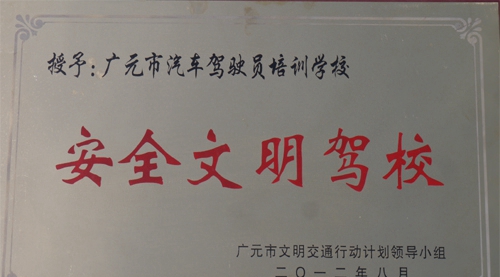 授予：广元市汽车驾驶员培训学校
安全文明驾校
广元市文明交通行动计划领导小组
二〇一二年八月